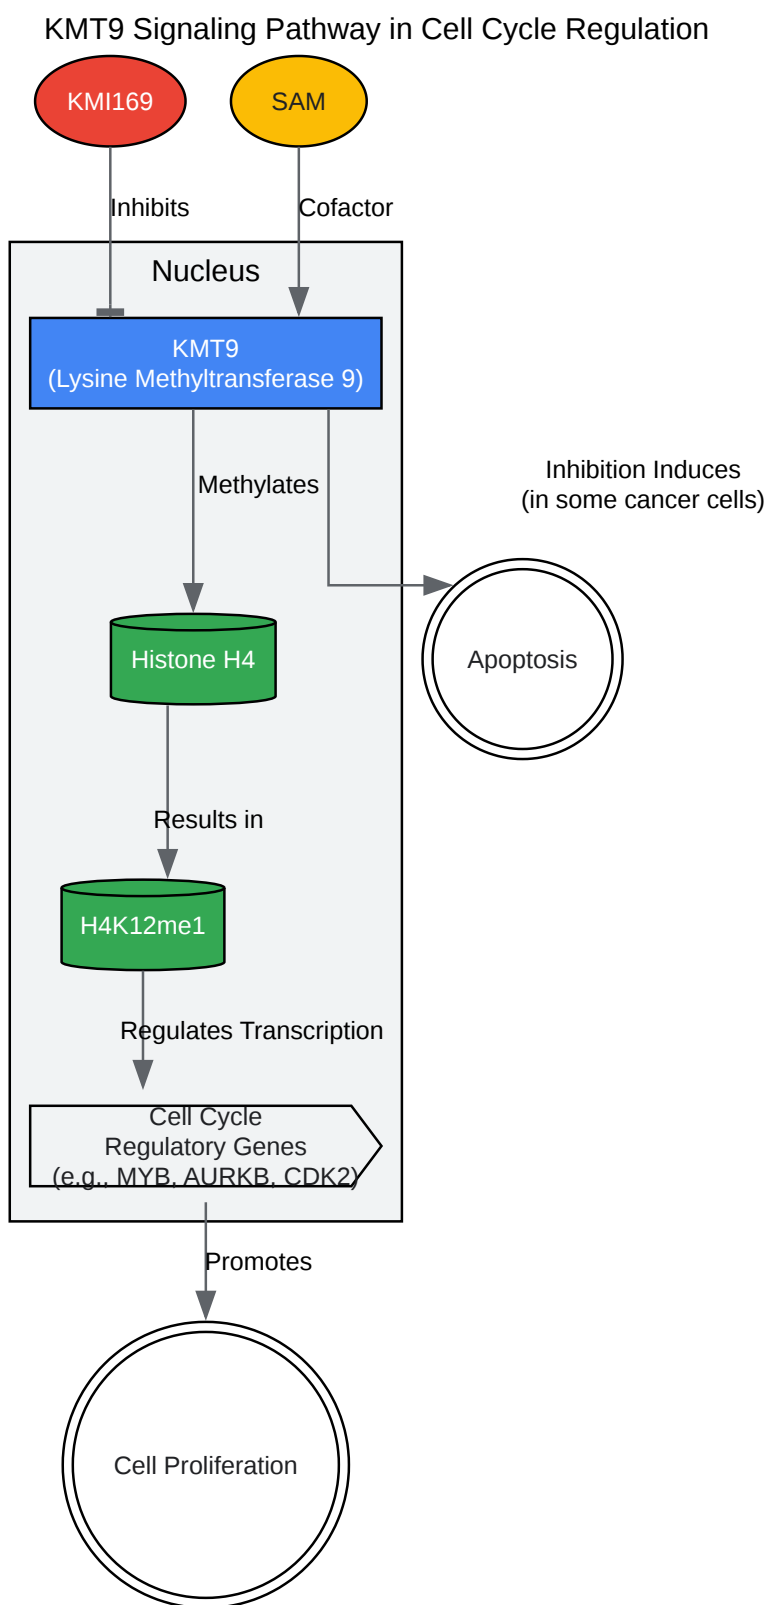 KMT9 Signaling Pathway in Cell Cycle Regulation
KMI169
SAM
Inhibits
Cofactor
Nucleus
KMT9
(Lysine Methyltransferase 9)
Methylates
Inhibition Induces
(in some cancer cells)
Histone H4
Apoptosis
Results in
H4K12me1
Regulates Transcription
Cell Cycle
Regulatory Genes
(e.g., MYB, AURKB, CDK2)
Promotes
Cell Proliferation